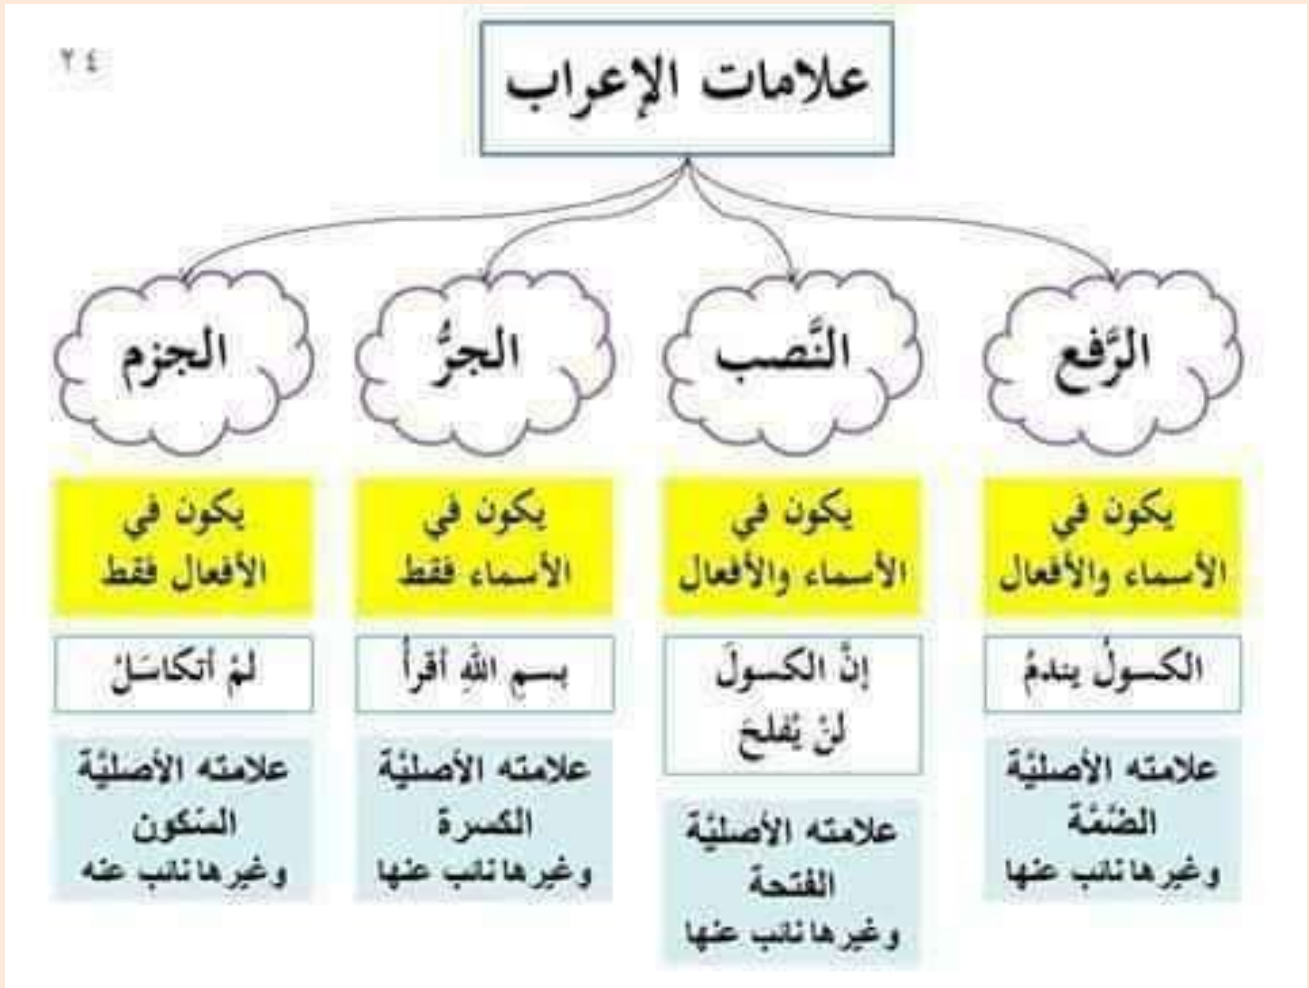 ٢٤
علامات الإعراب
الرَّفع
النَّصب
الجرُّ
الجزم
يكون في
الأسماء والأفعال
يكون في
الأسماء والأفعال
يكون في
الأسماء فقط
يكون في
الأفعال فقط
الكسولُ يندمُ
إنَّ الكسولَ
لنْ يُفلحَ
بسمِ اللهِ أقرأُ
لمْ أتكاسَلْ
علامته الأصليَّة
الضَّمَّة
وغيرها نائب عنها
علامته الأصليَّة
الفتحة
وغيرها نائب عنها
علامته الأصليَّة
الكسرة
وغيرها نائب عنها
علامته الأصليَّة
السّكون
وغيرها نائب عنه